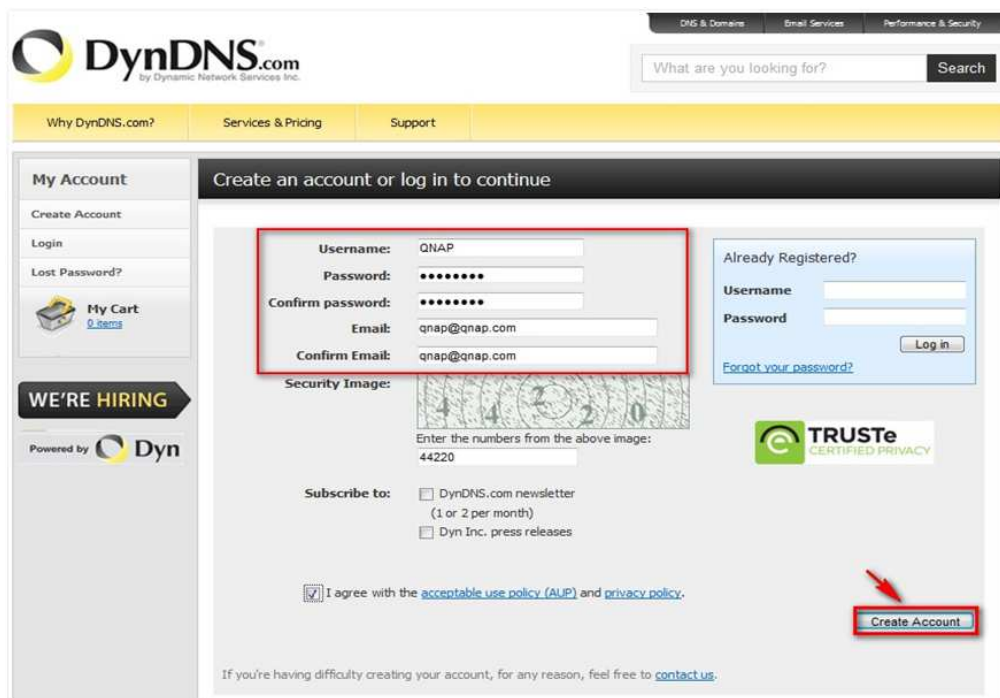 DNS & Domains Email Services Performance & Security
DynDNS.com
by Dynamic Network Services Inc.
What are you looking for? Search
Why DynDNS.com? Services & Pricing Support
My Account
Create Account
Login
Lost Password?
My Cart
0 items
WE'RE HIRING
Powered by Dyn
Create an account or log in to continue
Username: QNAP
Password: ••••••••
Confirm password: ••••••••
Email: qnap@qnap.com
Confirm Email: qnap@qnap.com
Security Image: 44220
Enter the numbers from the above image:
44220
Subscribe to: DynDNS.com newsletter
(1 or 2 per month)
Dyn Inc. press releases
I agree with the acceptable use policy (AUP) and privacy policy.
Create Account
If you're having difficulty creating your account, for any reason, feel free to contact us.
Already Registered?
Username
Password
Log in
Forgot your password?
TRUSTe
CERTIFIED PRIVACY